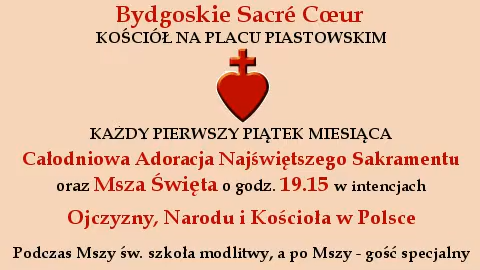 Bydgoskie Sacré Cœur
KOŚCIÓŁ NA PLACU PIASTOWSKIM
KAŻDY PIERWSZY PIĄTEK MIESIĄCA
Całodniowa Adoracja Najświętszego Sakramentu
oraz Msza Święta o godz. 19.15 w intencjach
Ojczyzny, Narodu i Kościoła w Polsce
Podczas Mszy św. szkoła modlitwy, a po Mszy - gość specjalny